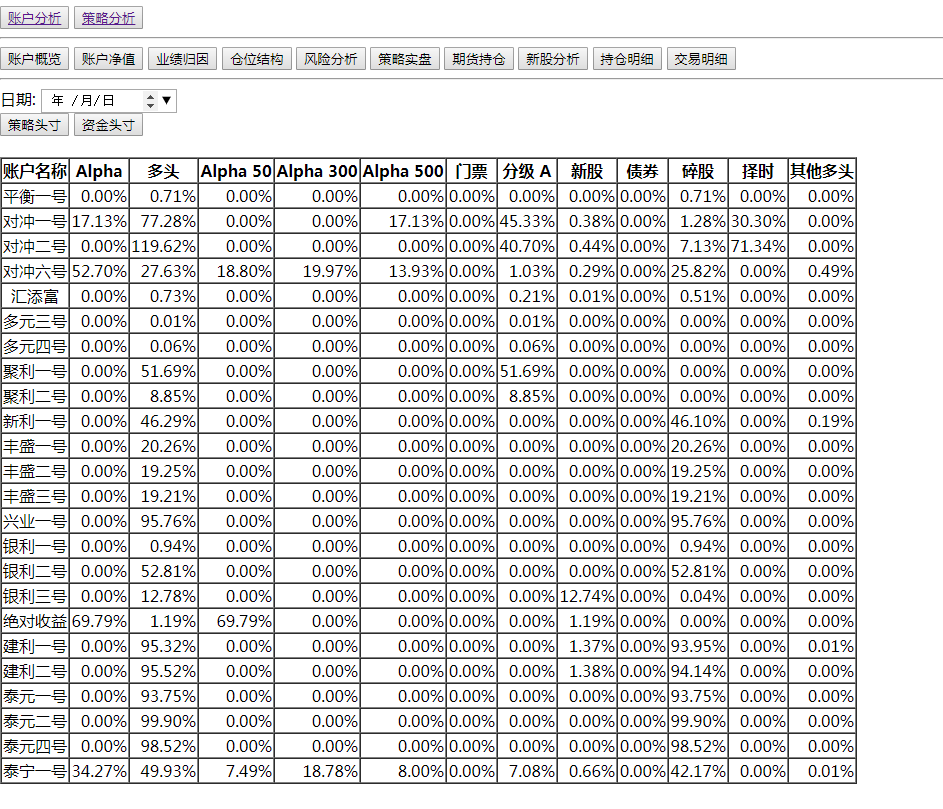 账户分析 策略分析
账户概览 账户净值 业绩归因 仓位结构 风险分析 策略实盘 期货持仓 新股分析 持仓明细 交易明细
日期: 年 /月/日
策略头寸 资金头寸
账户名称 Alpha 多头 Alpha 50 Alpha 300 Alpha 500 门票 分级 A 新股 债券 碎股 择时 其他多头
平衡一号 0.00% 0.71% 0.00% 0.00% 0.00% 0.00% 0.00% 0.00% 0.00% 0.71% 0.00% 0.00%
对冲一号 17.13% 77.28% 0.00% 0.00% 17.13% 0.00% 45.33% 0.38% 0.00% 1.28% 30.30% 0.00%
对冲二号 0.00% 119.62% 0.00% 0.00% 0.00% 0.00% 40.70% 0.44% 0.00% 7.13% 71.34% 0.00%
对冲六号 52.70% 27.63% 18.80% 19.97% 13.93% 0.00% 1.03% 0.29% 0.00% 25.82% 0.00% 0.49%
汇添富 0.00% 0.73% 0.00% 0.00% 0.00% 0.00% 0.21% 0.01% 0.00% 0.51% 0.00% 0.00%
多元三号 0.00% 0.01% 0.00% 0.00% 0.00% 0.00% 0.01% 0.00% 0.00% 0.00% 0.00% 0.00%
多元四号 0.00% 0.06% 0.00% 0.00% 0.00% 0.00% 0.06% 0.00% 0.00% 0.00% 0.00% 0.00%
聚利一号 0.00% 51.69% 0.00% 0.00% 0.00% 0.00% 51.69% 0.00% 0.00% 0.00% 0.00% 0.00%
聚利二号 0.00% 8.85% 0.00% 0.00% 0.00% 0.00% 8.85% 0.00% 0.00% 0.00% 0.00% 0.00%
新利一号 0.00% 46.29% 0.00% 0.00% 0.00% 0.00% 0.00% 0.00% 0.00% 46.10% 0.00% 0.19%
丰盛一号 0.00% 20.26% 0.00% 0.00% 0.00% 0.00% 0.00% 0.00% 0.00% 20.26% 0.00% 0.00%
丰盛二号 0.00% 19.25% 0.00% 0.00% 0.00% 0.00% 0.00% 0.00% 0.00% 19.25% 0.00% 0.00%
丰盛三号 0.00% 19.21% 0.00% 0.00% 0.00% 0.00% 0.00% 0.00% 0.00% 19.21% 0.00% 0.00%
兴业一号 0.00% 95.76% 0.00% 0.00% 0.00% 0.00% 0.00% 0.00% 0.00% 95.76% 0.00% 0.00%
银利一号 0.00% 0.94% 0.00% 0.00% 0.00% 0.00% 0.00% 0.00% 0.00% 0.94% 0.00% 0.00%
银利二号 0.00% 52.81% 0.00% 0.00% 0.00% 0.00% 0.00% 0.00% 0.00% 52.81% 0.00% 0.00%
银利三号 0.00% 12.78% 0.00% 0.00% 0.00% 0.00% 0.00% 12.74% 0.00% 0.04% 0.00% 0.00%
绝对收益 69.79% 1.19% 69.79% 0.00% 0.00% 0.00% 0.00% 1.19% 0.00% 0.00% 0.00% 0.00%
建利一号 0.00% 95.32% 0.00% 0.00% 0.00% 0.00% 0.00% 1.37% 0.00% 93.95% 0.00% 0.01%
建利二号 0.00% 95.52% 0.00% 0.00% 0.00% 0.00% 0.00% 1.38% 0.00% 94.14% 0.00% 0.00%
泰元一号 0.00% 93.75% 0.00% 0.00% 0.00% 0.00% 0.00% 0.00% 0.00% 93.75% 0.00% 0.00%
泰元二号 0.00% 99.90% 0.00% 0.00% 0.00% 0.00% 0.00% 0.00% 0.00% 99.90% 0.00% 0.00%
泰元四号 0.00% 98.52% 0.00% 0.00% 0.00% 0.00% 0.00% 0.00% 0.00% 98.52% 0.00% 0.00%
泰宁一号 34.27% 49.93% 7.49% 18.78% 8.00% 0.00% 7.08% 0.66% 0.00% 42.17% 0.00% 0.01%